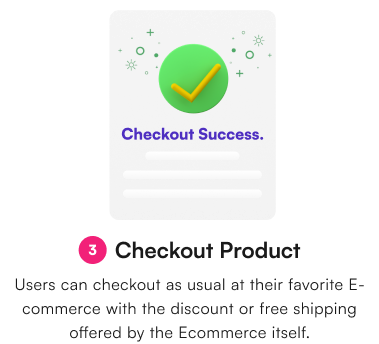 Checkout Success.
3 Checkout Product
Users can checkout as usual at their favorite E-
commerce with the discount or free shipping
offered by the Ecommerce itself.